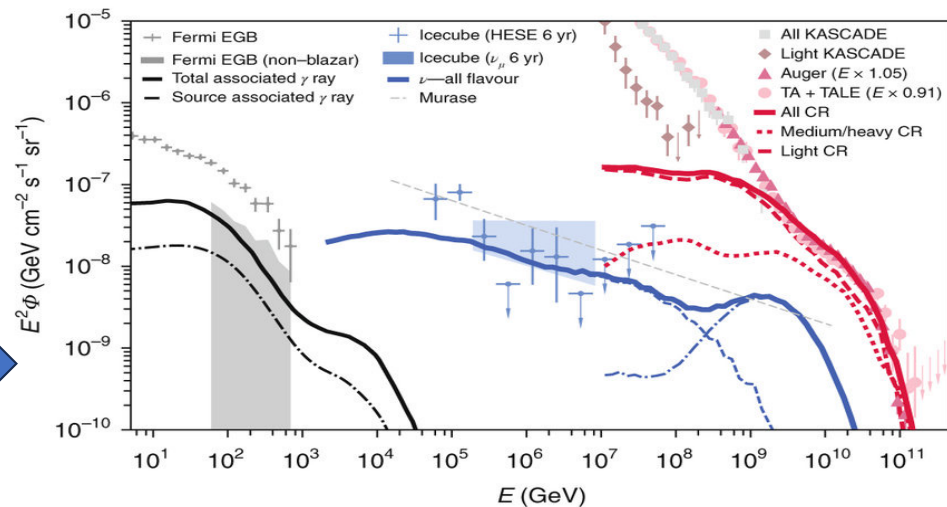 10⁻⁵
10⁻⁶
10⁻⁷
10⁻⁸
10⁻⁹
10⁻¹⁰
E²Φ (GeV cm⁻² s⁻¹ sr⁻¹)
Fermi EGB
Fermi EGB (non–blazar)
Total associated γ ray
Source associated γ ray
Icecube (HESE 6 yr)
Icecube (νμ 6 yr)
ν—all flavour
Murase
All KASCADE
Light KASCADE
Auger (E × 1.05)
TA + TALE (E × 0.91)
All CR
Medium/heavy CR
Light CR
10¹ 10² 10³ 10⁴ 10⁵ 10⁶ 10⁷ 10⁸ 10⁹ 10¹⁰ 10¹¹
E (GeV)